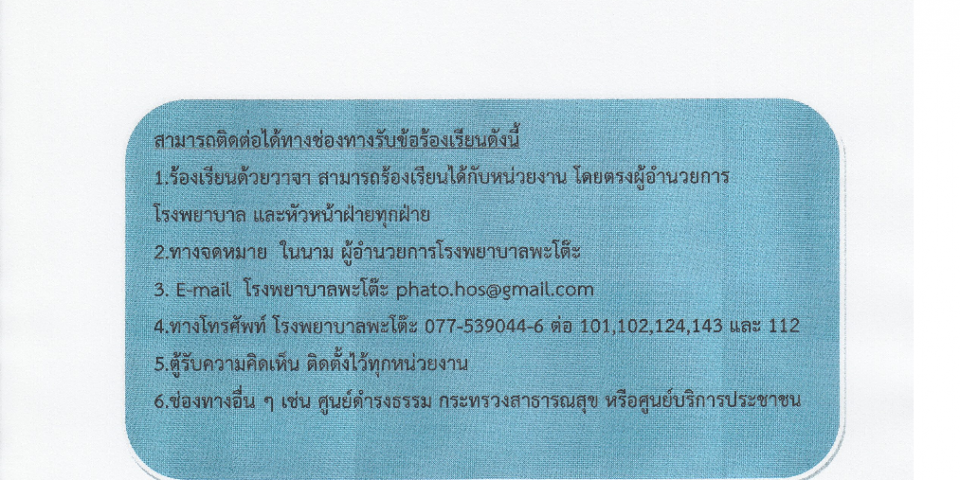 สามารถติดต่อได้ทางช่องทางรับข้อร้องเรียนดังนี้
1.ร้องเรียนด้วยวาจา สามารถร้องเรียนได้กับหน่วยงาน โดยตรงผู้อำนวยการ
โรงพยาบาล และหัวหน้าฝ่ายทุกฝ่าย
2.ทางจดหมาย ในนาม ผู้อำนวยการโรงพยาบาลพะโต๊ะ
3. E-mail โรงพยาบาลพะโต๊ะ phato.hos@gmail.com
4.ทางโทรศัพท์ โรงพยาบาลพะโต๊ะ 077-539044-6 ต่อ 101,102,124,143 และ 112
5.ตู้รับความคิดเห็น ติดตั้งไว้ทุกหน่วยงาน
6.ช่องทางอื่น ๆ เช่น ศูนย์ดำรงธรรม กระทรวงสาธารณสุข หรือศูนย์บริการประชาชน